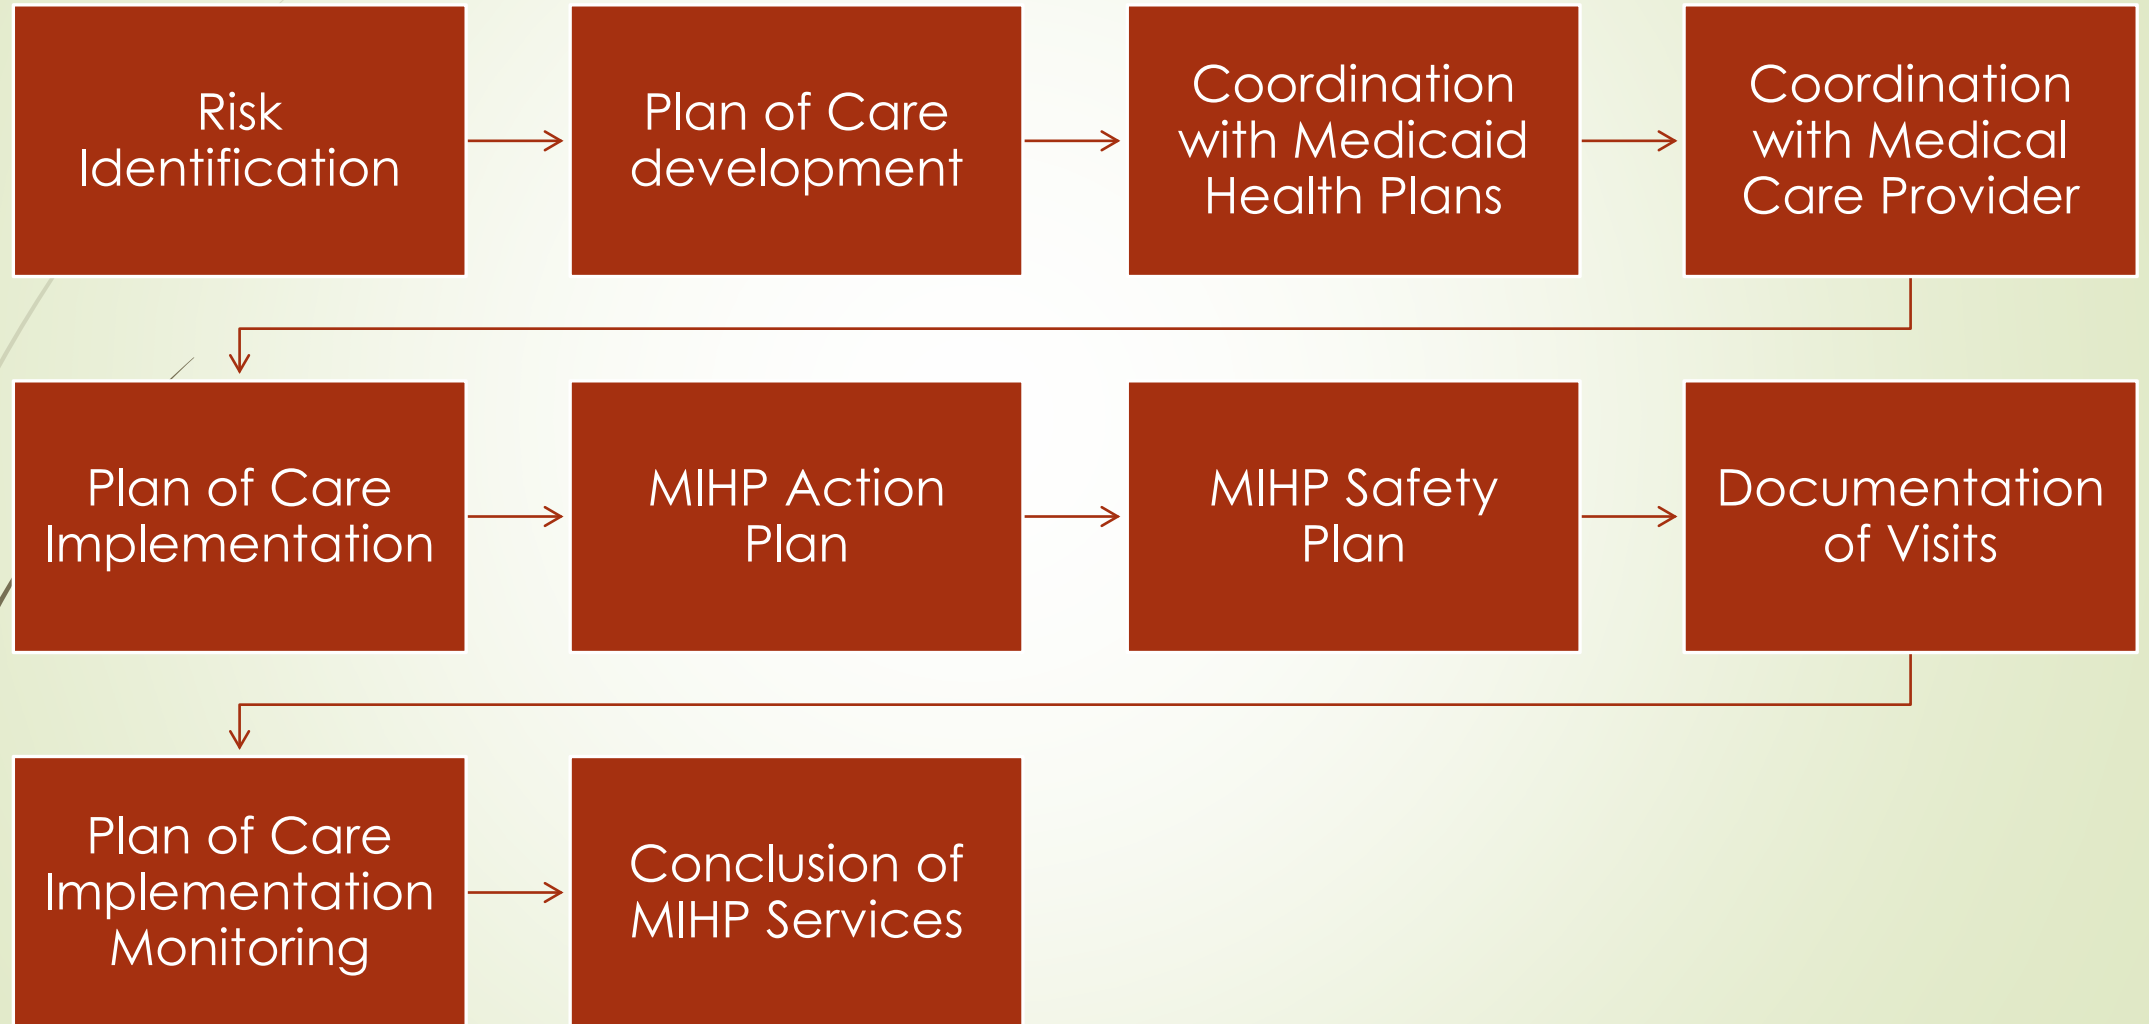 Risk
Identification
Plan of Care
development
Coordination
with Medicaid
Health Plans
Coordination
with Medical
Care Provider
Plan of Care
Implementation
MIHP Action
Plan
MIHP Safety
Plan
Documentation
of Visits
Plan of Care
Implementation
Monitoring
Conclusion of
MIHP Services